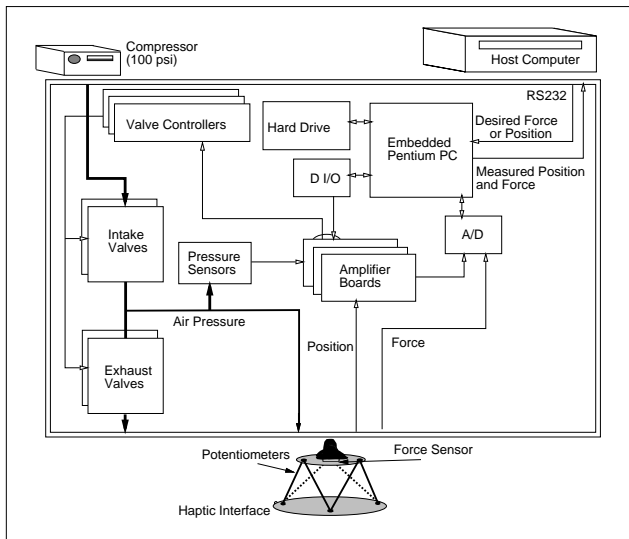 Compressor
(100 psi)
Host Computer
RS232
Valve Controllers
Hard Drive
Embedded
Pentium PC
Desired Force
or Position
Measured Position
and Force
D I/O
A/D
Intake
Valves
Pressure
Sensors
Amplifier
Boards
Air Pressure
Position
Force
Exhaust
Valves
Potentiometers
Force Sensor
Haptic Interface